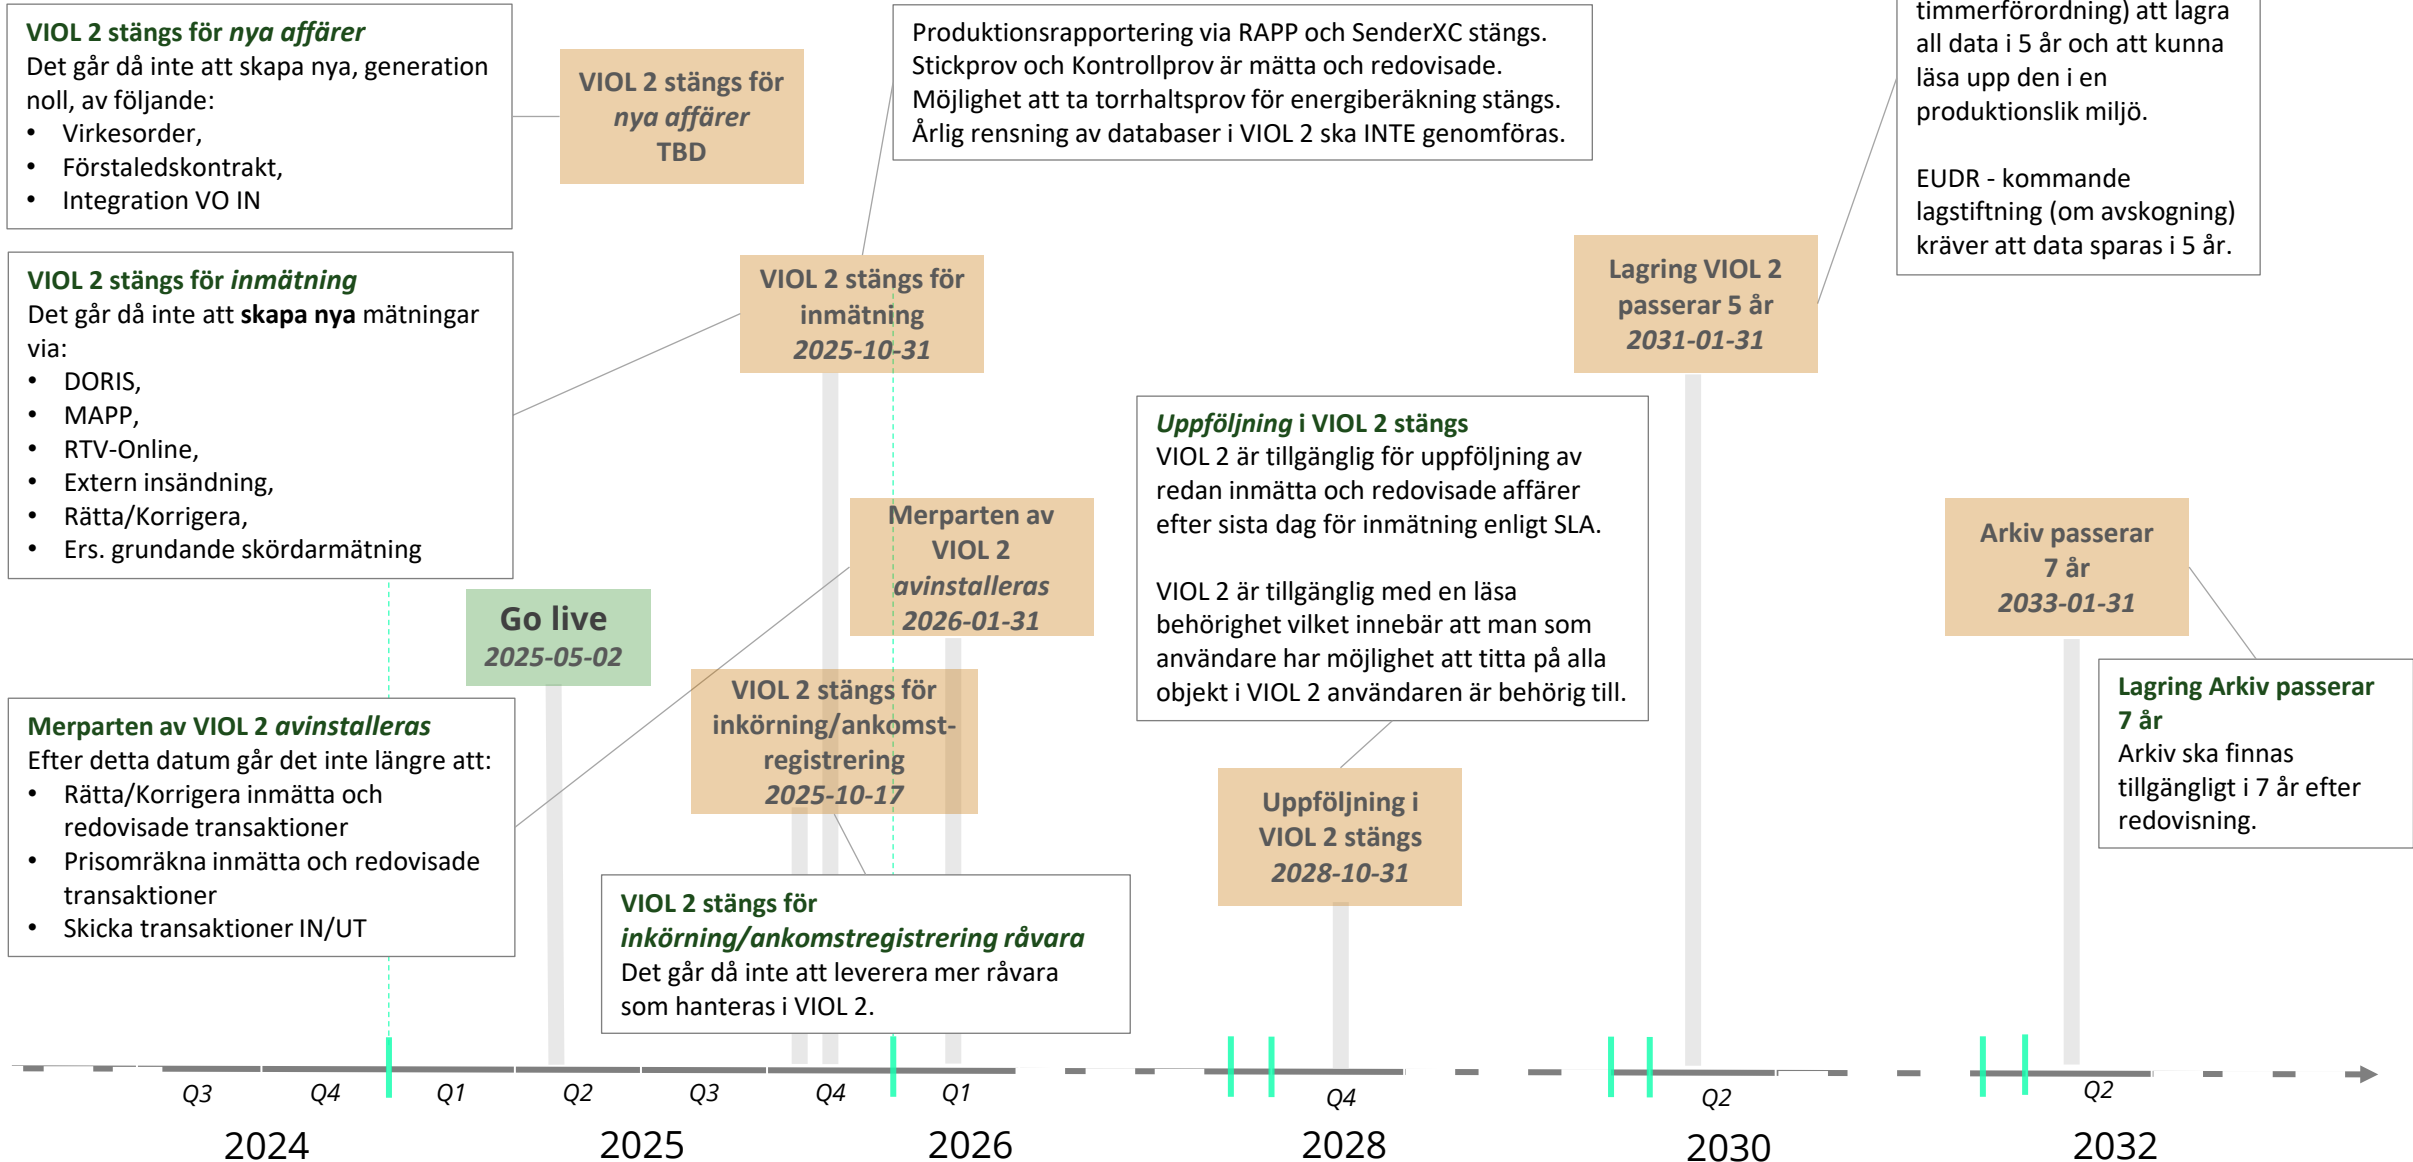 VIOL 2 stängs för nya affärer
Det går då inte att skapa nya, generation
noll, av följande:
• Virkesorder,
• Förstaledskontrakt,
• Integration VO IN
VIOL 2 stängs för
nya affärer
TBD
Produktionsrapportering via RAPP och SenderXC stängs.
Stickprov och Kontrollprov är mätta och redovisade.
Möjlighet att ta torrhaltsprov för energiberäkning stängs.
Årlig rensning av databaser i VIOL 2 ska INTE genomföras.
timmerförordning) att lagra
all data i 5 år och att kunna
läsa upp den i en
produktionslik miljö.
EUDR - kommande
lagstiftning (om avskogning)
kräver att data sparas i 5 år.
VIOL 2 stängs för inmätning
Det går då inte att skapa nya mätningar
via:
• DORIS,
• MAPP,
• RTV-Online,
• Extern insändning,
• Rätta/Korrigera,
• Ers. grundande skördarmätning
VIOL 2 stängs för
inmätning
2025-10-31
Lagring VIOL 2
passerar 5 år
2031-01-31
Uppföljning i VIOL 2 stängs
VIOL 2 är tillgänglig för uppföljning av
redan inmätta och redovisade affärer
efter sista dag för inmätning enligt SLA.
VIOL 2 är tillgänglig med en läsa
behörighet vilket innebär att man som
användare har möjlighet att titta på alla
objekt i VIOL 2 användaren är behörig till.
Merparten av
VIOL 2
avinstalleras
2026-01-31
Arkiv passerar
7 år
2033-01-31
Go live
2025-05-02
VIOL 2 stängs för
inkörning/ankomst-
registrering
2025-10-17
Lagring Arkiv passerar
7 år
Arkiv ska finnas
tillgängligt i 7 år efter
redovisning.
Merparten av VIOL 2 avinstalleras
Efter detta datum går det inte längre att:
• Rätta/Korrigera inmätta och
redovisade transaktioner
• Prisomräkna inmätta och redovisade
transaktioner
• Skicka transaktioner IN/UT
Uppföljning i
VIOL 2 stängs
2028-10-31
VIOL 2 stängs för
inkörning/ankomstregistrering råvara
Det går då inte att leverera mer råvara
som hanteras i VIOL 2.
Q3 Q4 Q1 Q2 Q3 Q4 Q1 Q4 Q2 Q2
2024 2025 2026 2028 2030 2032